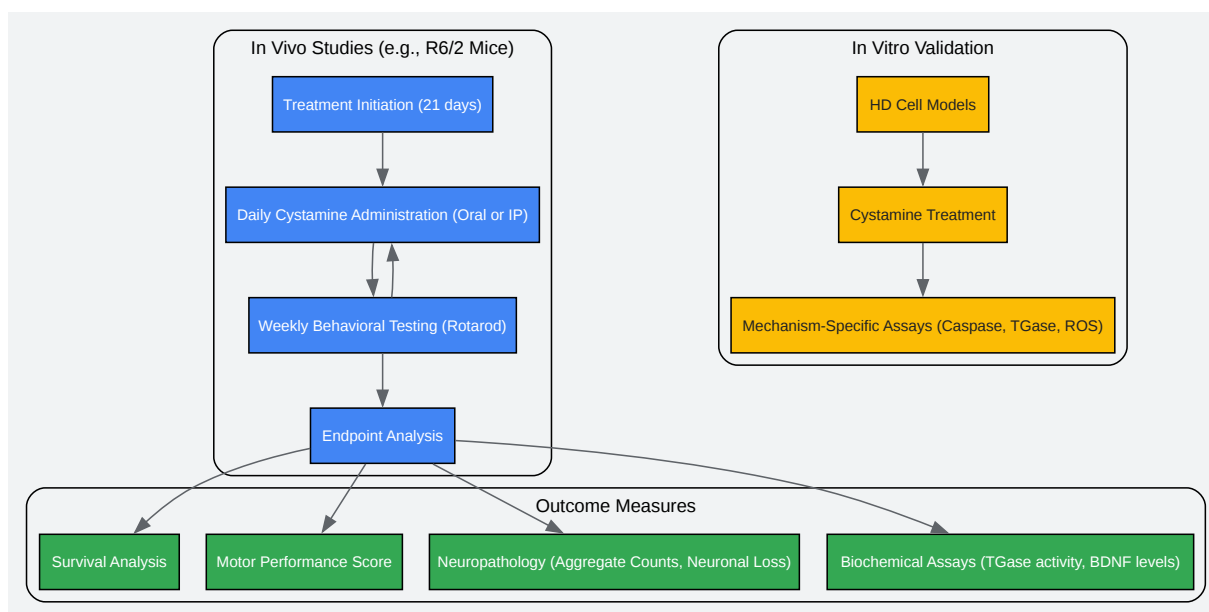 In Vivo Studies (e.g., R6/2 Mice)
Treatment Initiation (21 days)
Daily Cystamine Administration (Oral or IP)
Weekly Behavioral Testing (Rotarod)
Endpoint Analysis
In Vitro Validation
HD Cell Models
Cystamine Treatment
Mechanism-Specific Assays (Caspase, TGase, ROS)
Outcome Measures
Survival Analysis
Motor Performance Score
Neuropathology (Aggregate Counts, Neuronal Loss)
Biochemical Assays (TGase activity, BDNF levels)